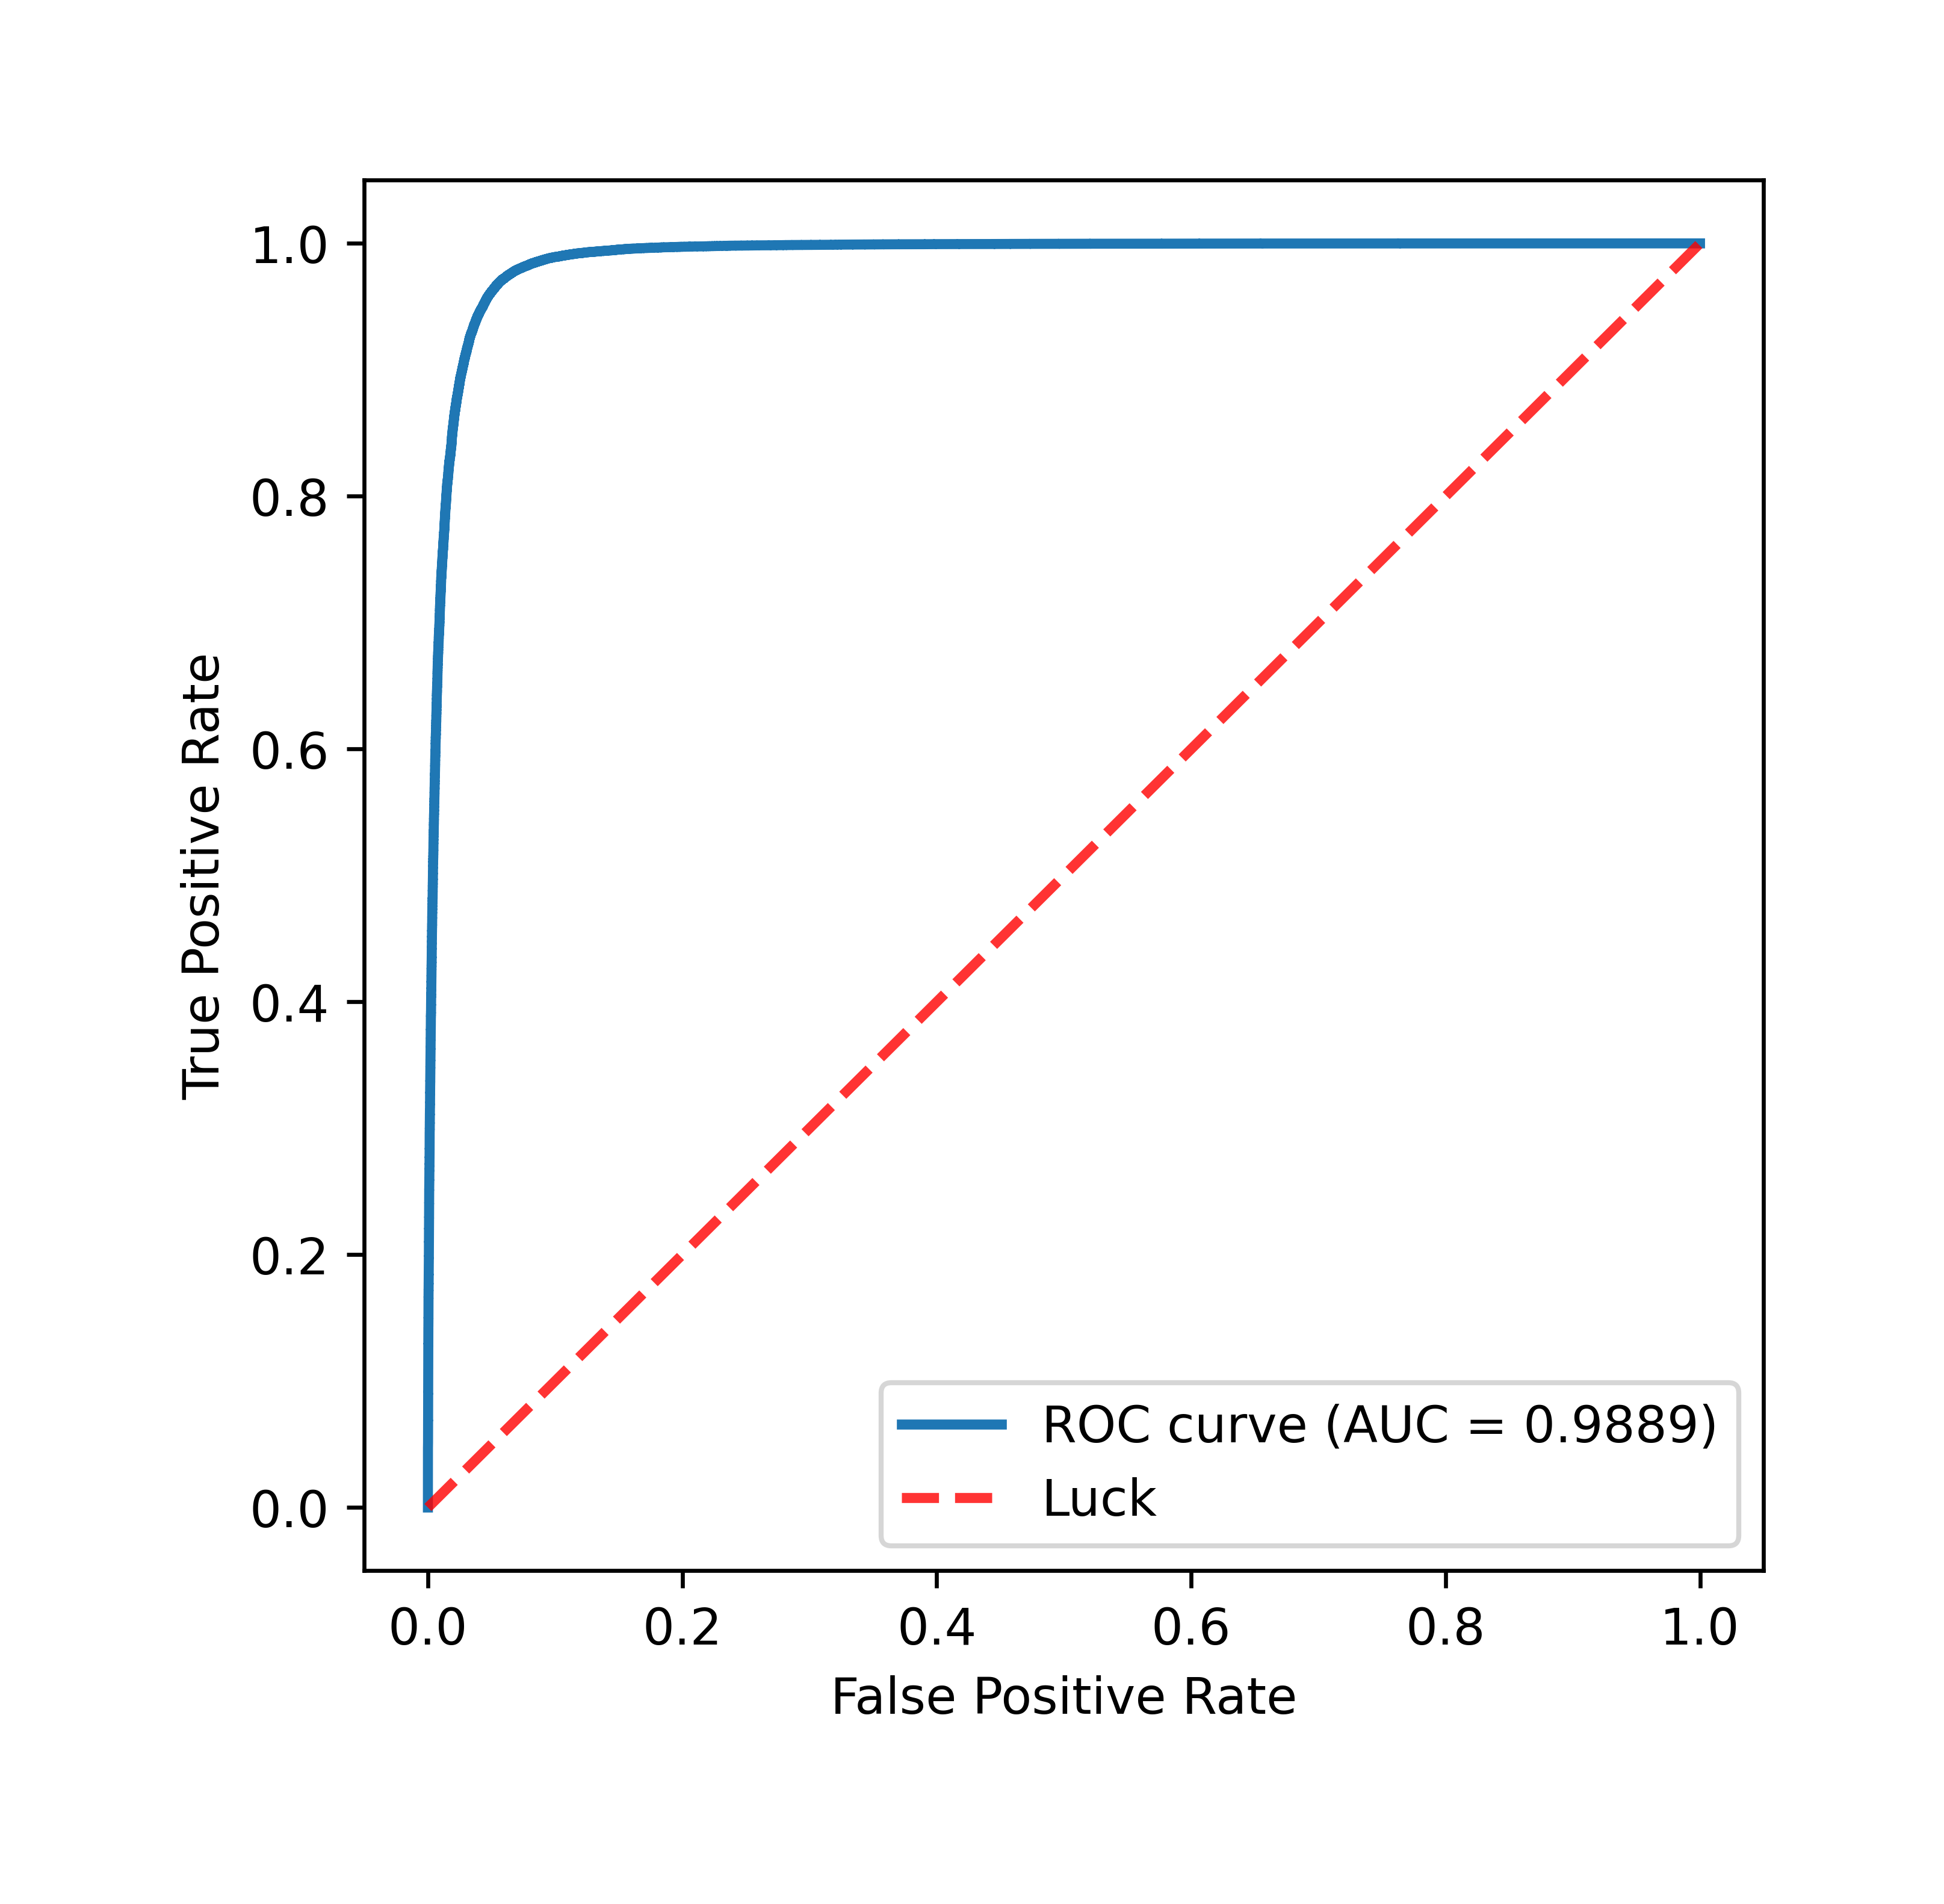 1.0
0.8
0.6
0.4
0.2
0.0
True Positive Rate
ROC curve (AUC = 0.9889)
Luck
0.0 0.2 0.4 0.6 0.8 1.0
False Positive Rate